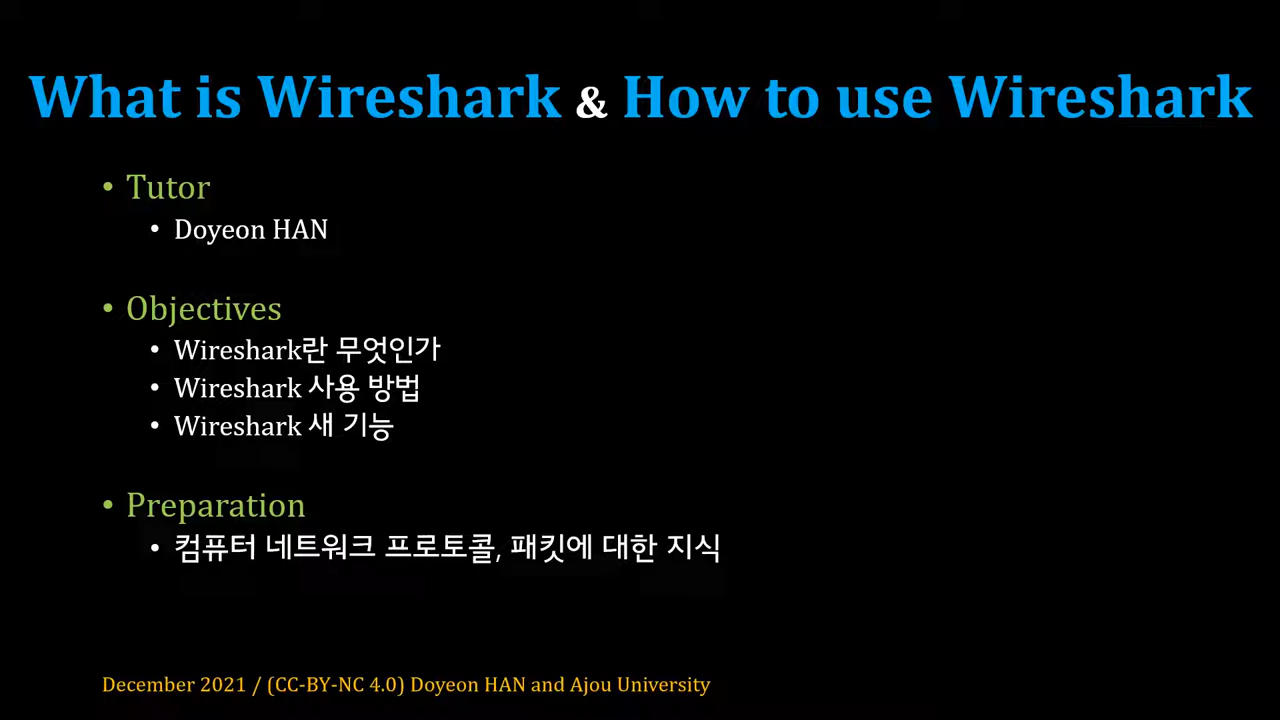 What is Wireshark & How to use Wireshark
• Tutor
• Doyeon HAN
• Objectives
• Wireshark란 무엇인가
• Wireshark 사용 방법
• Wireshark 새 기능
• Preparation
• 컴퓨터 네트워크 프로토콜, 패킷에 대한 지식
December 2021 / (CC-BY-NC 4.0) Doyeon HAN and Ajou University